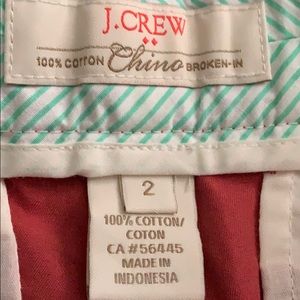 J.CREW
100% COTTON Chino BROKEN-IN
2
100% COTTON/
COTON
CA #56445
MADE IN
INDONESIA